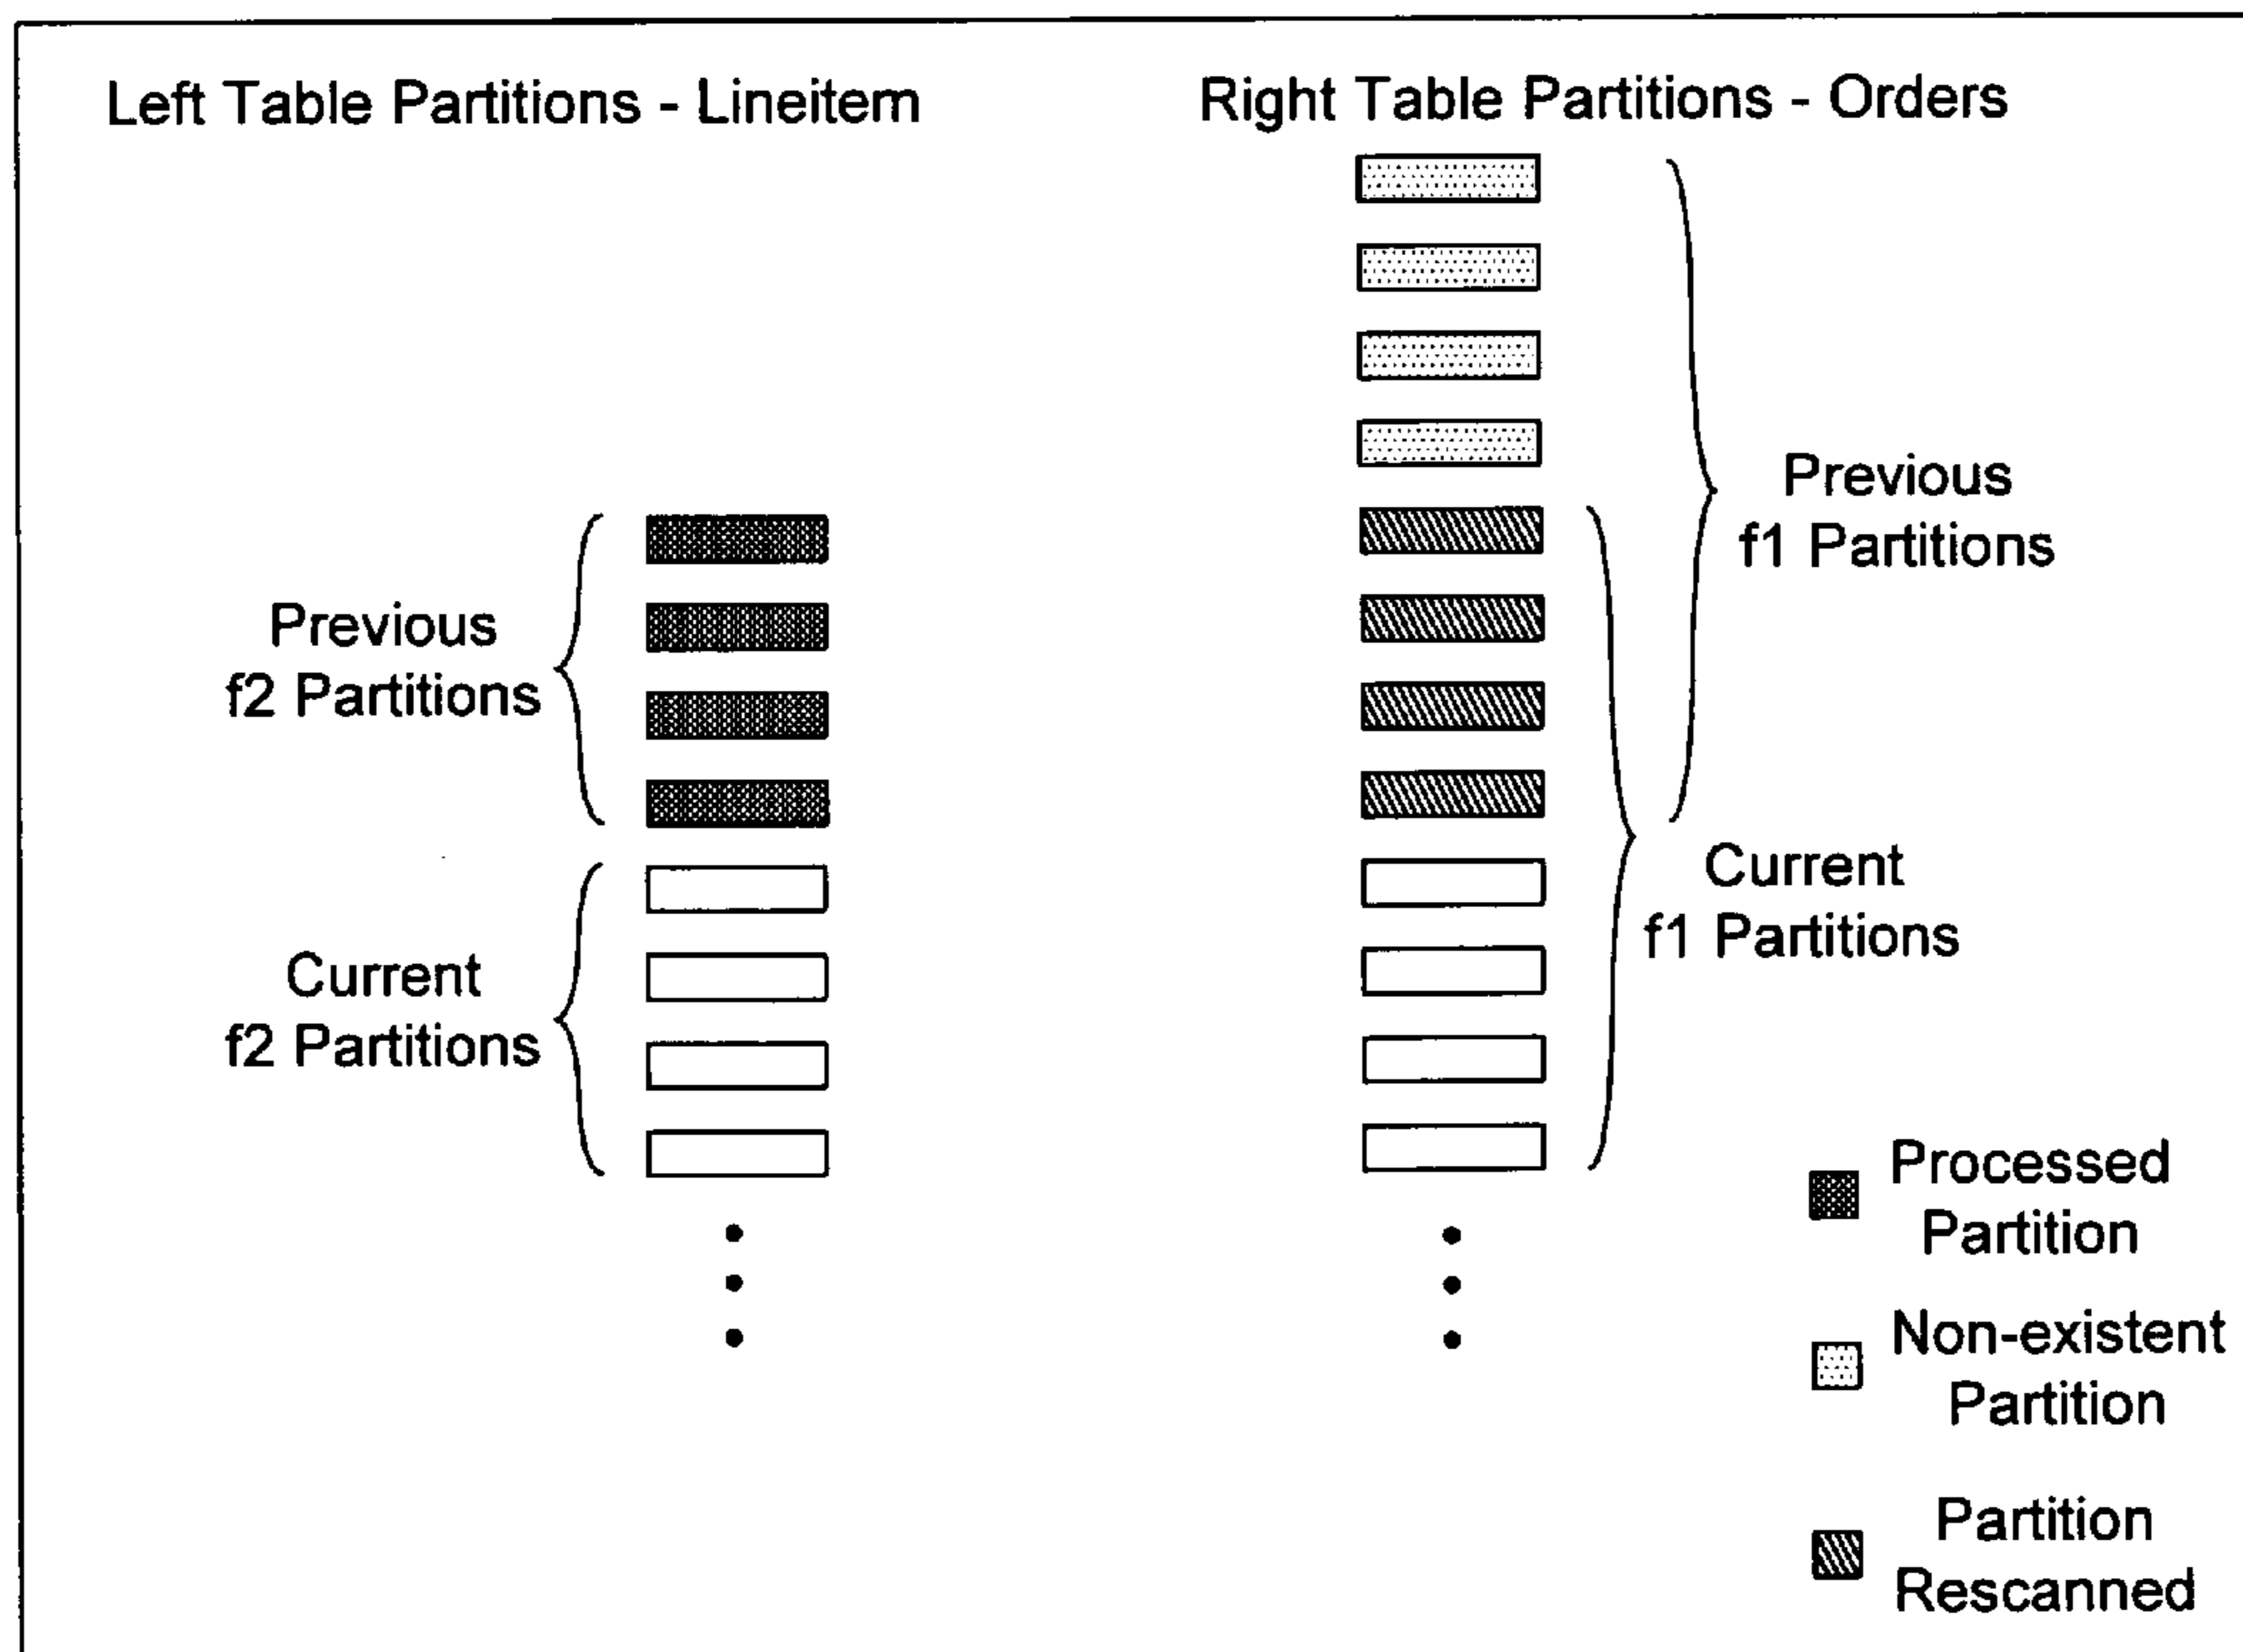 Left Table Partitions - Lineitem
Right Table Partitions - Orders
Previous
f1 Partitions
Previous
f2 Partitions
Current
f1 Partitions
Current
f2 Partitions
Processed
Partition
Non-existent
Partition
Partition
Rescanned